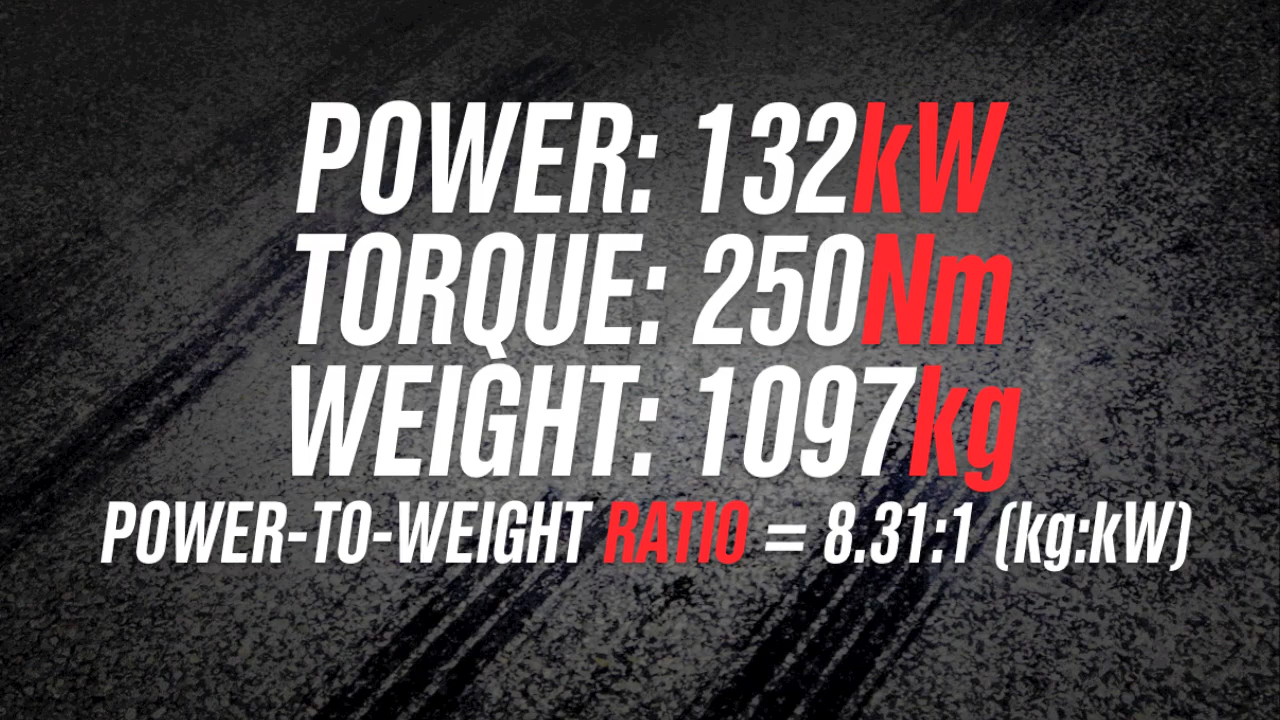 POWER: 132kW
TORQUE: 250Nm
WEIGHT: 1097kg
POWER-TO-WEIGHT RATIO = 8.31:1 (kg:kW)